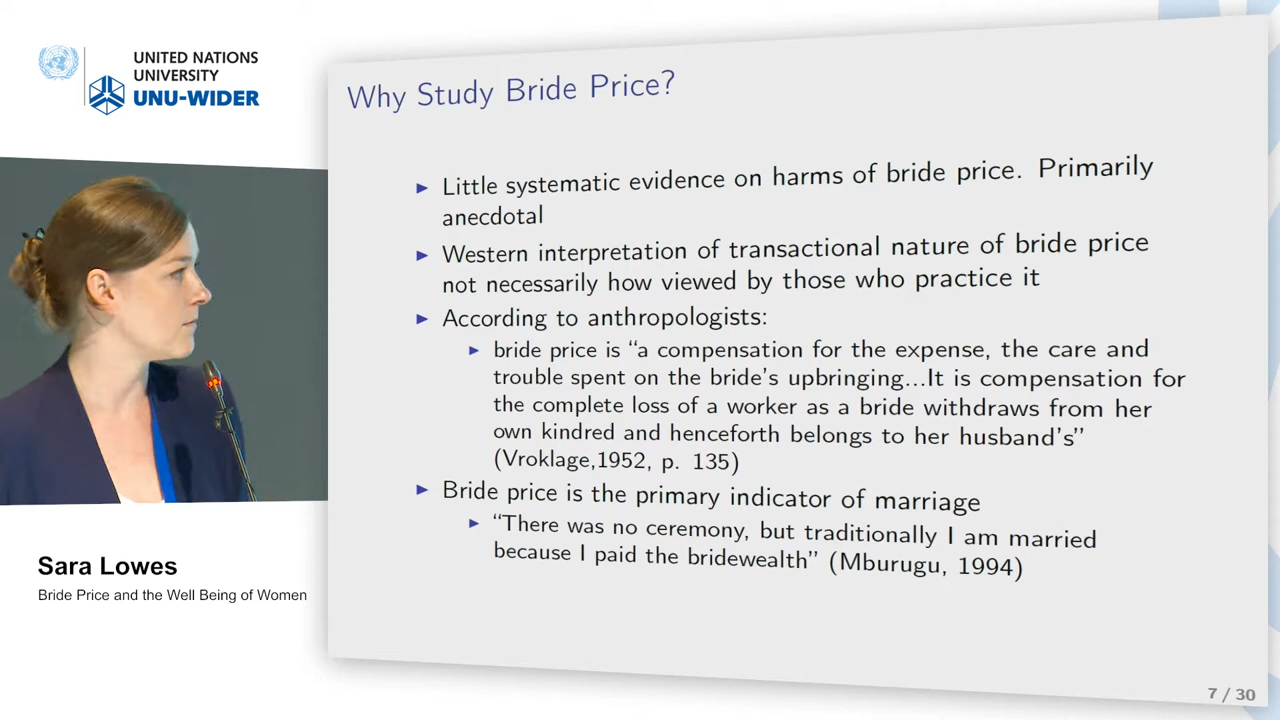 UNITED NATIONS
UNIVERSITY
UNU-WIDER
Why Study Bride Price?
Little systematic evidence on harms of bride price. Primarily
anecdotal
Western interpretation of transactional nature of bride price
not necessarily how viewed by those who practice it
According to anthropologists:
bride price is “a compensation for the expense, the care and
trouble spent on the bride’s upbringing...It is compensation for
the complete loss of a worker as a bride withdraws from her
own kindred and henceforth belongs to her husband’s”
(Vroklage,1952, p. 135)
Bride price is the primary indicator of marriage
“There was no ceremony, but traditionally I am married
because I paid the bridewealth” (Mburugu, 1994)
7 / 30
Sara Lowes
Bride Price and the Well Being of Women